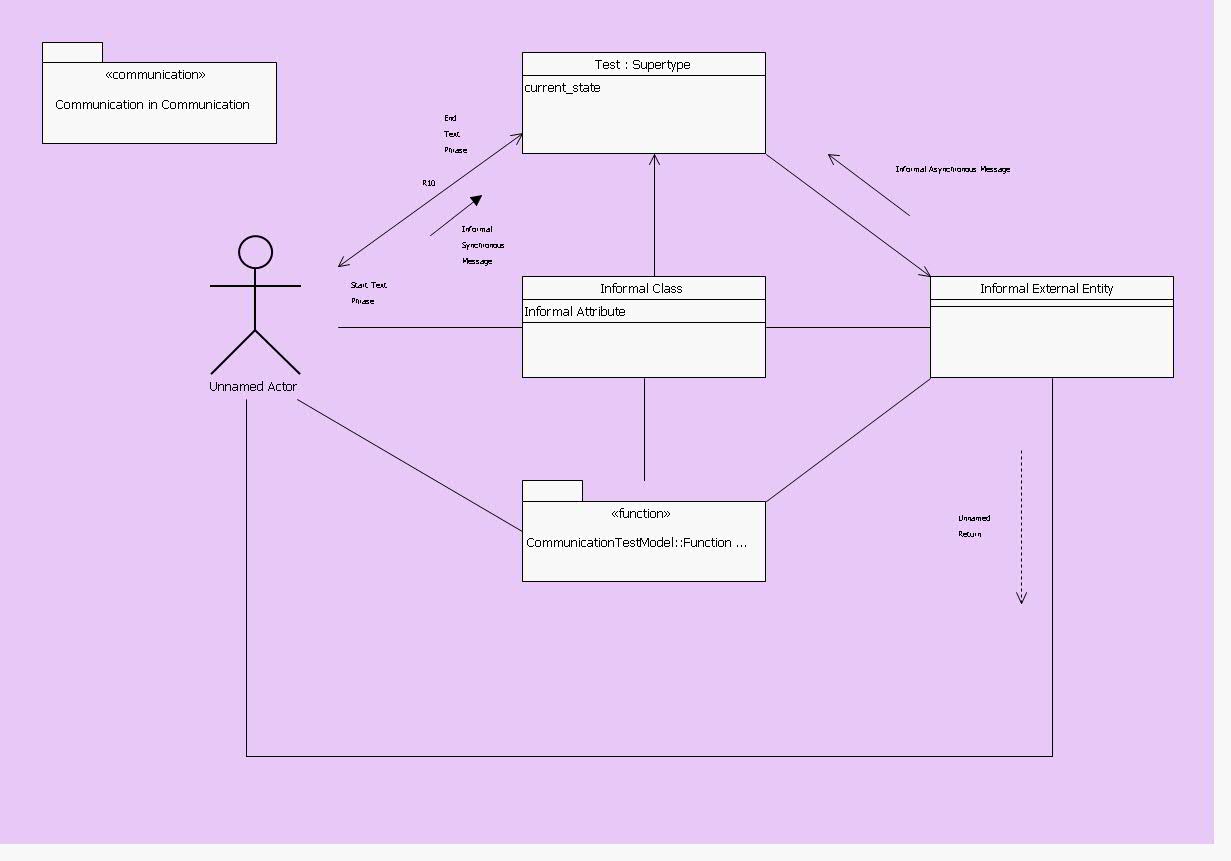 «communication»
Communication in Communication
Test : Supertype
current_state
End
Text
Phrase
R10
Informal
Synchronous
Message
Start Text
Phrase
Informal Asynchronous Message
Unnamed Actor
Informal Class
Informal Attribute
Informal External Entity
«function»
CommunicationTestModel::Function ...
Unnamed
Return